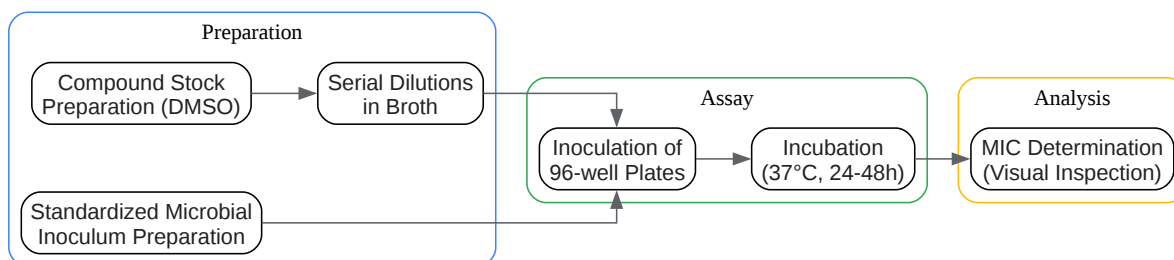 Preparation
Compound Stock
Preparation (DMSO)
Serial Dilutions
in Broth
Standardized Microbial
Inoculum Preparation
Assay
Inoculation of
96-well Plates
Incubation
(37°C, 24-48h)
Analysis
MIC Determination
(Visual Inspection)